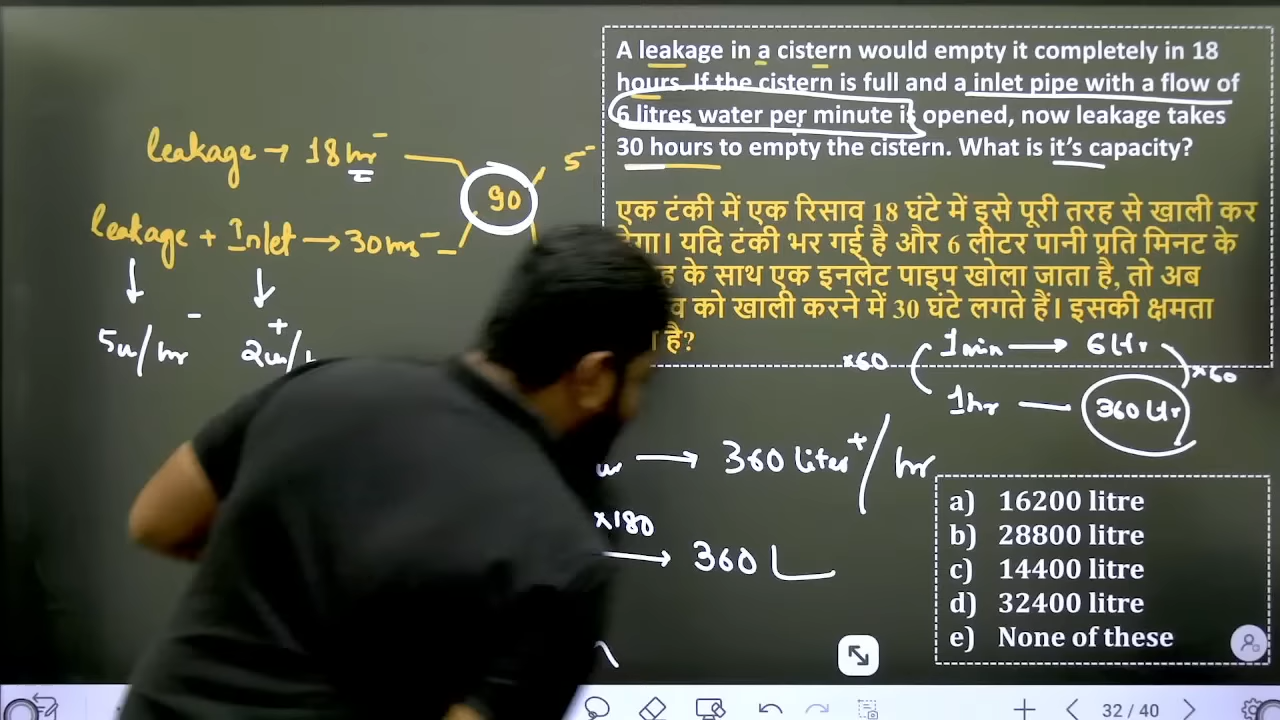 A leakage in a cistern would empty it completely in 18
hours. If the cistern is full and a inlet pipe with a flow of
6 litres water per minute is opened, now leakage takes
30 hours to empty the cistern. What is it's capacity?
एक टंकी में एक रिसाव 18 घंटे में इसे पूरी तरह से खाली कर
देगा। यदि टंकी भर गई है और 6 लीटर पानी प्रति मिनट के
के साथ एक इनलेट पाइप खोला जाता है, तो अब
को खाली करने में 30 घंटे लगते हैं। इसकी क्षमता
है?
leakage → 18 hr⁻
90
5⁻
leakage + Inlet → 30 hrs⁻
5u/hr⁻
2u⁺/
×60
1 min → 6 Ltr
×60
1 hr — 360 Ltr
→ 360 liter⁺/hr
×180
→ 360 L
a) 16200 litre
b) 28800 litre
c) 14400 litre
d) 32400 litre
e) None of these
32 / 40